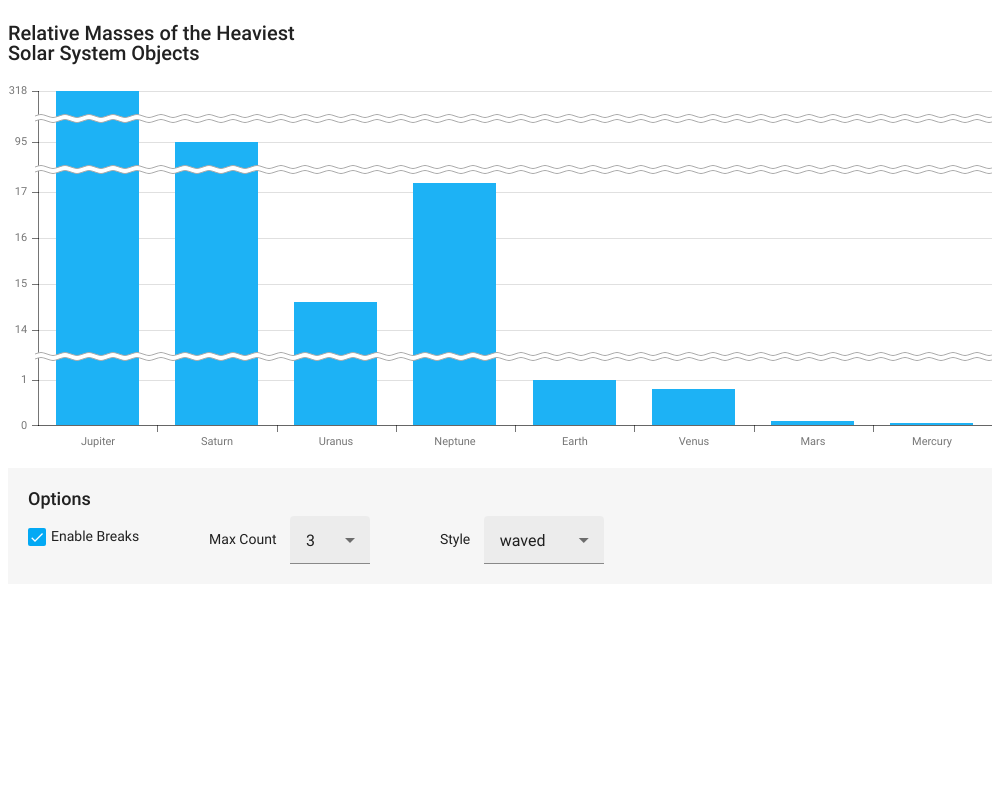 Relative Masses of the Heaviest
Solar System Objects
318
95
17
16
15
14
1
0
Jupiter Saturn Uranus Neptune Earth Venus Mars Mercury
Options
Enable Breaks Max Count 3 Style waved